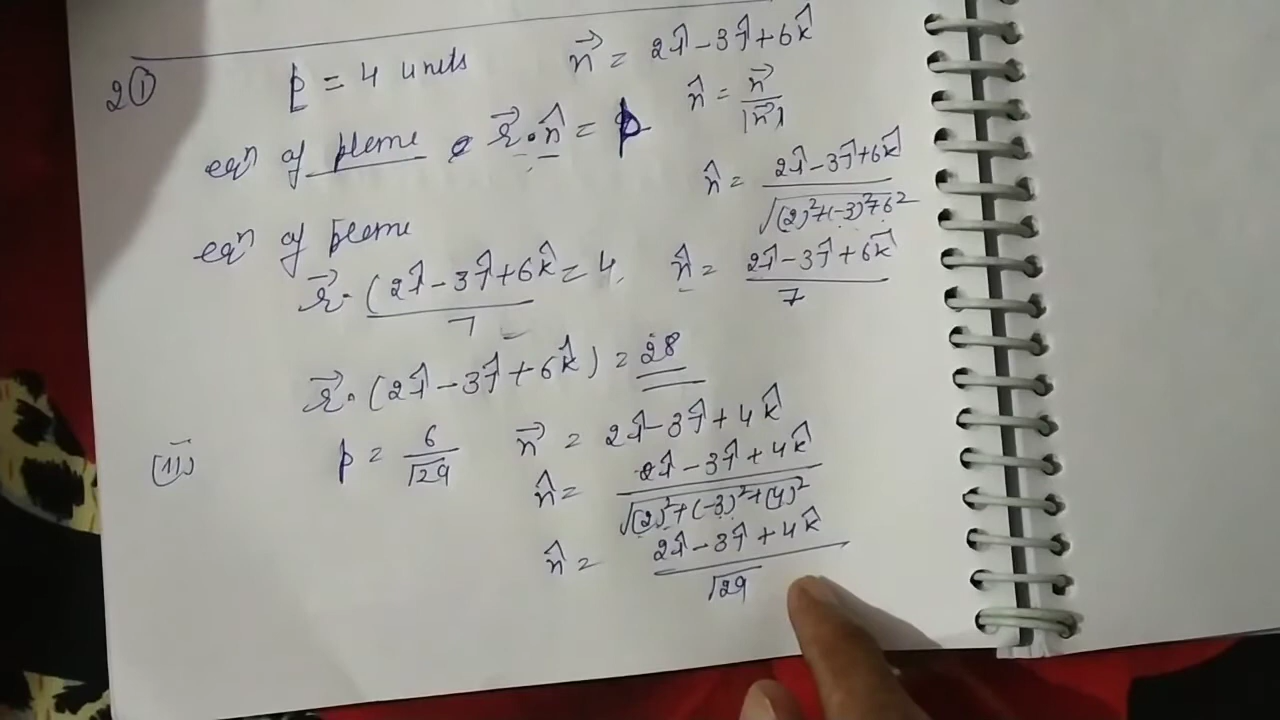 2 ① p = 4 units n⃗ = 2î - 3ĵ + 6k̂
n̂ = n⃗ / |n⃗|
eqn of plane r⃗ · n̂ = p
n̂ = (2î - 3ĵ + 6k̂) / √((2)² + (-3)² + 6²)
eqn of plane
r⃗ · (2î - 3ĵ + 6k̂ / 7 = 4, n̂ = (2î - 3ĵ + 6k̂) / 7
r⃗ · (2î - 3ĵ + 6k̂) = 28
(11) p = 6 / √29 n⃗ = 2î - 3ĵ + 4k̂
n̂ = (2î - 3ĵ + 4k̂) / √((2)² + (-3)² + (4)²
n̂ = (2î - 3ĵ + 4k̂) / √29